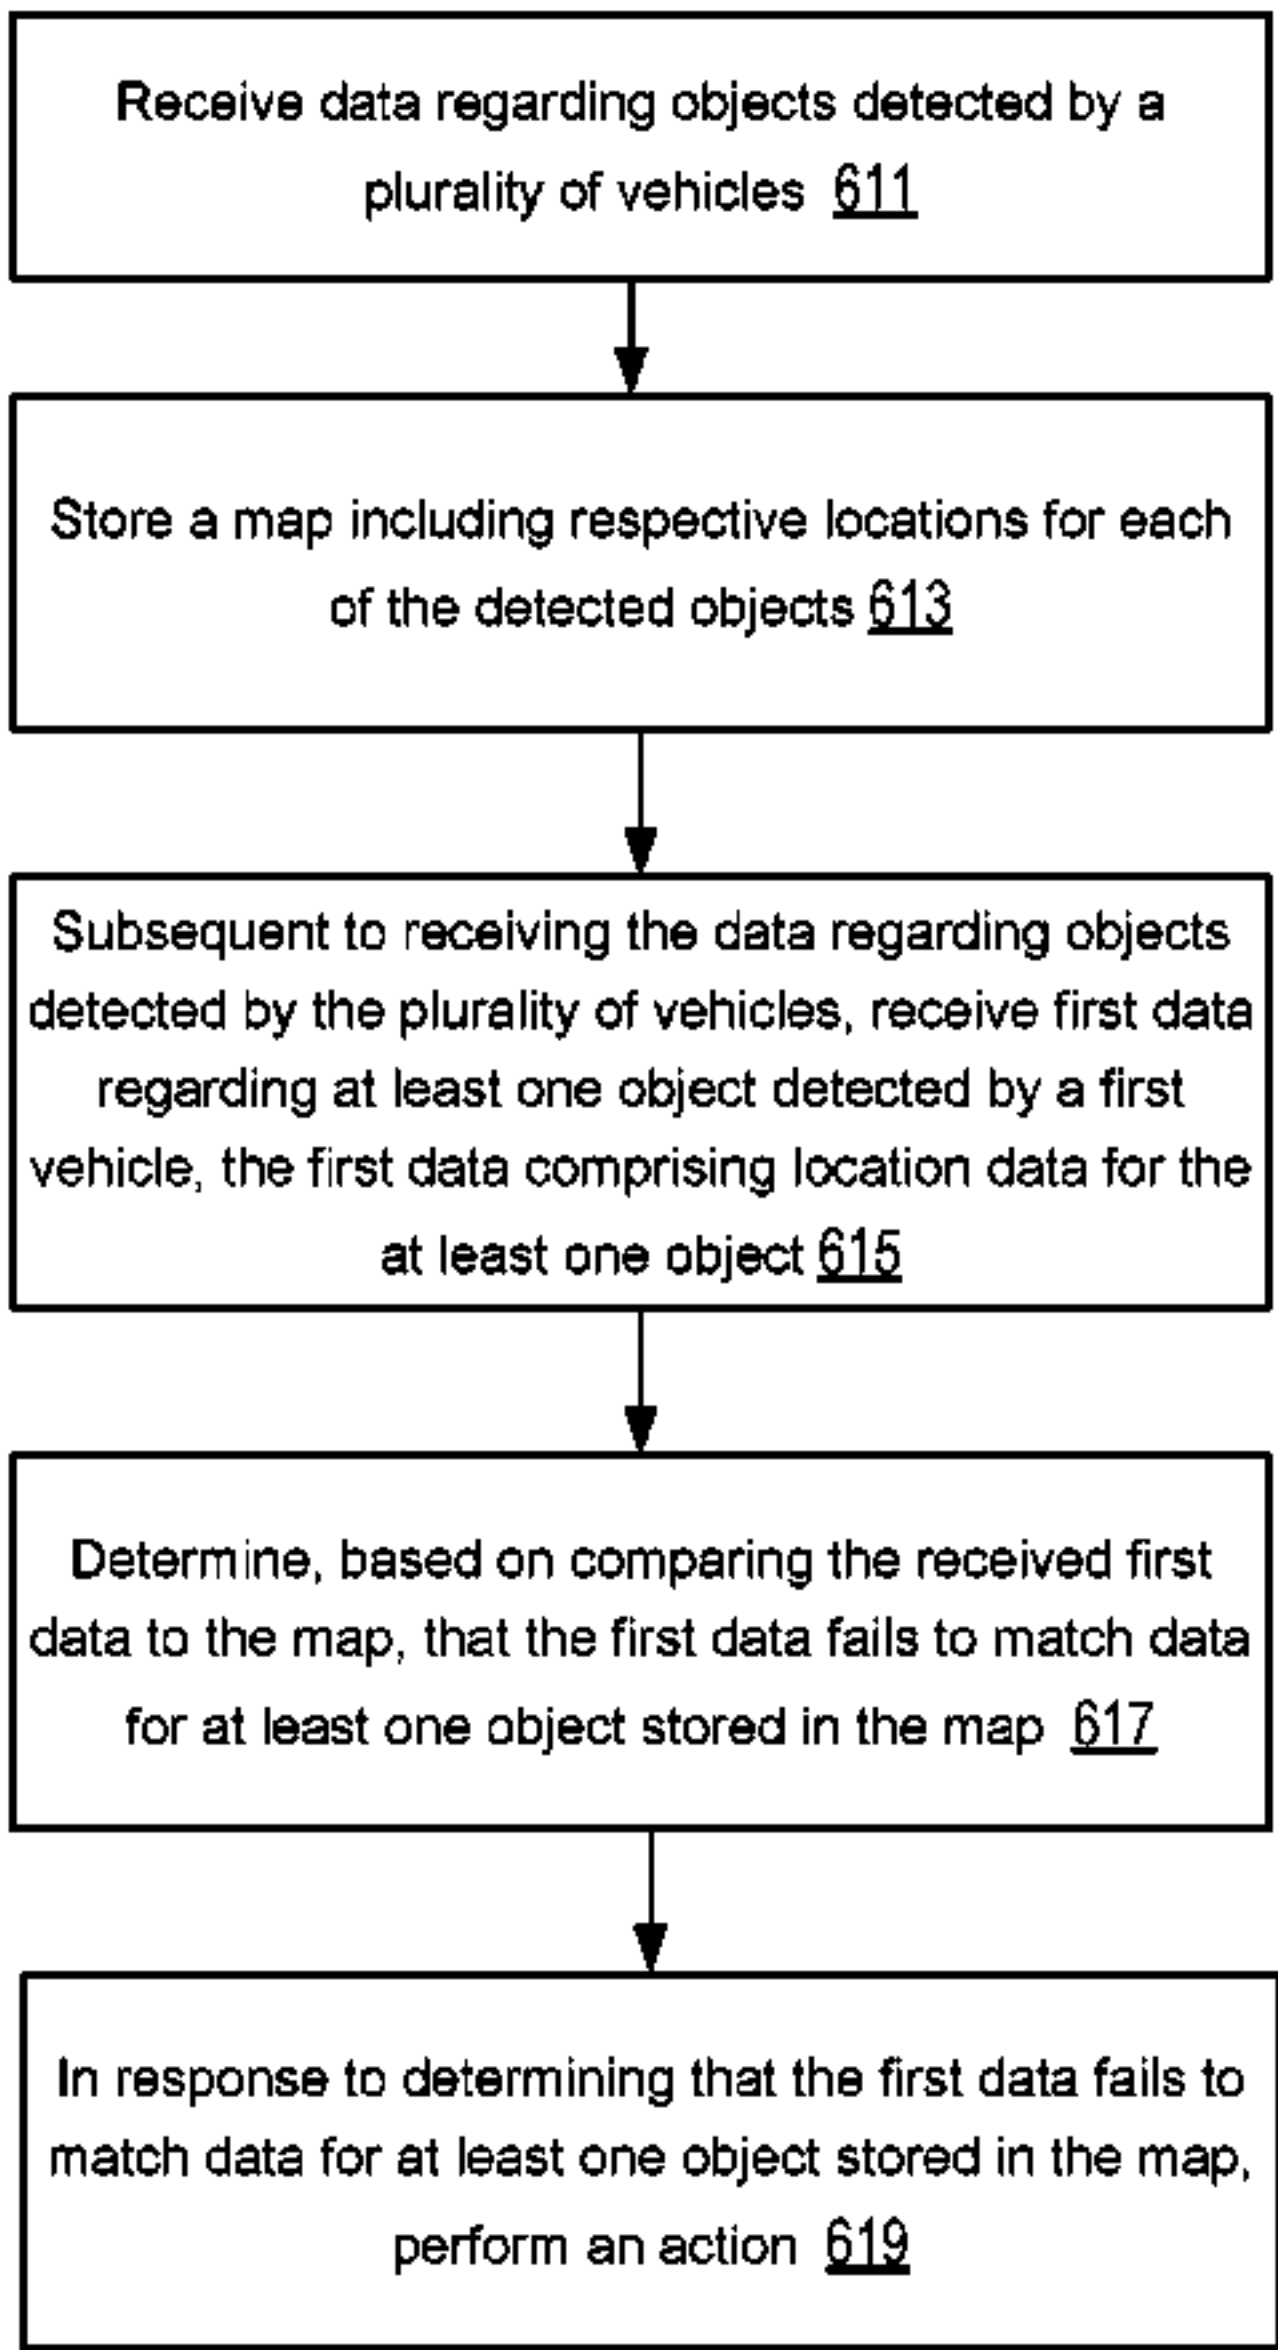 Receive data regarding objects detected by a
plurality of vehicles 611
Store a map including respective locations for each
of the detected objects 613
Subsequent to receiving the data regarding objects
detected by the plurality of vehicles, receive first data
regarding at least one object detected by a first
vehicle, the first data comprising location data for the
at least one object 615
Determine, based on comparing the received first
data to the map, that the first data fails to match data
for at least one object stored in the map 617
In response to determining that the first data fails to
match data for at least one object stored in the map,
perform an action 619